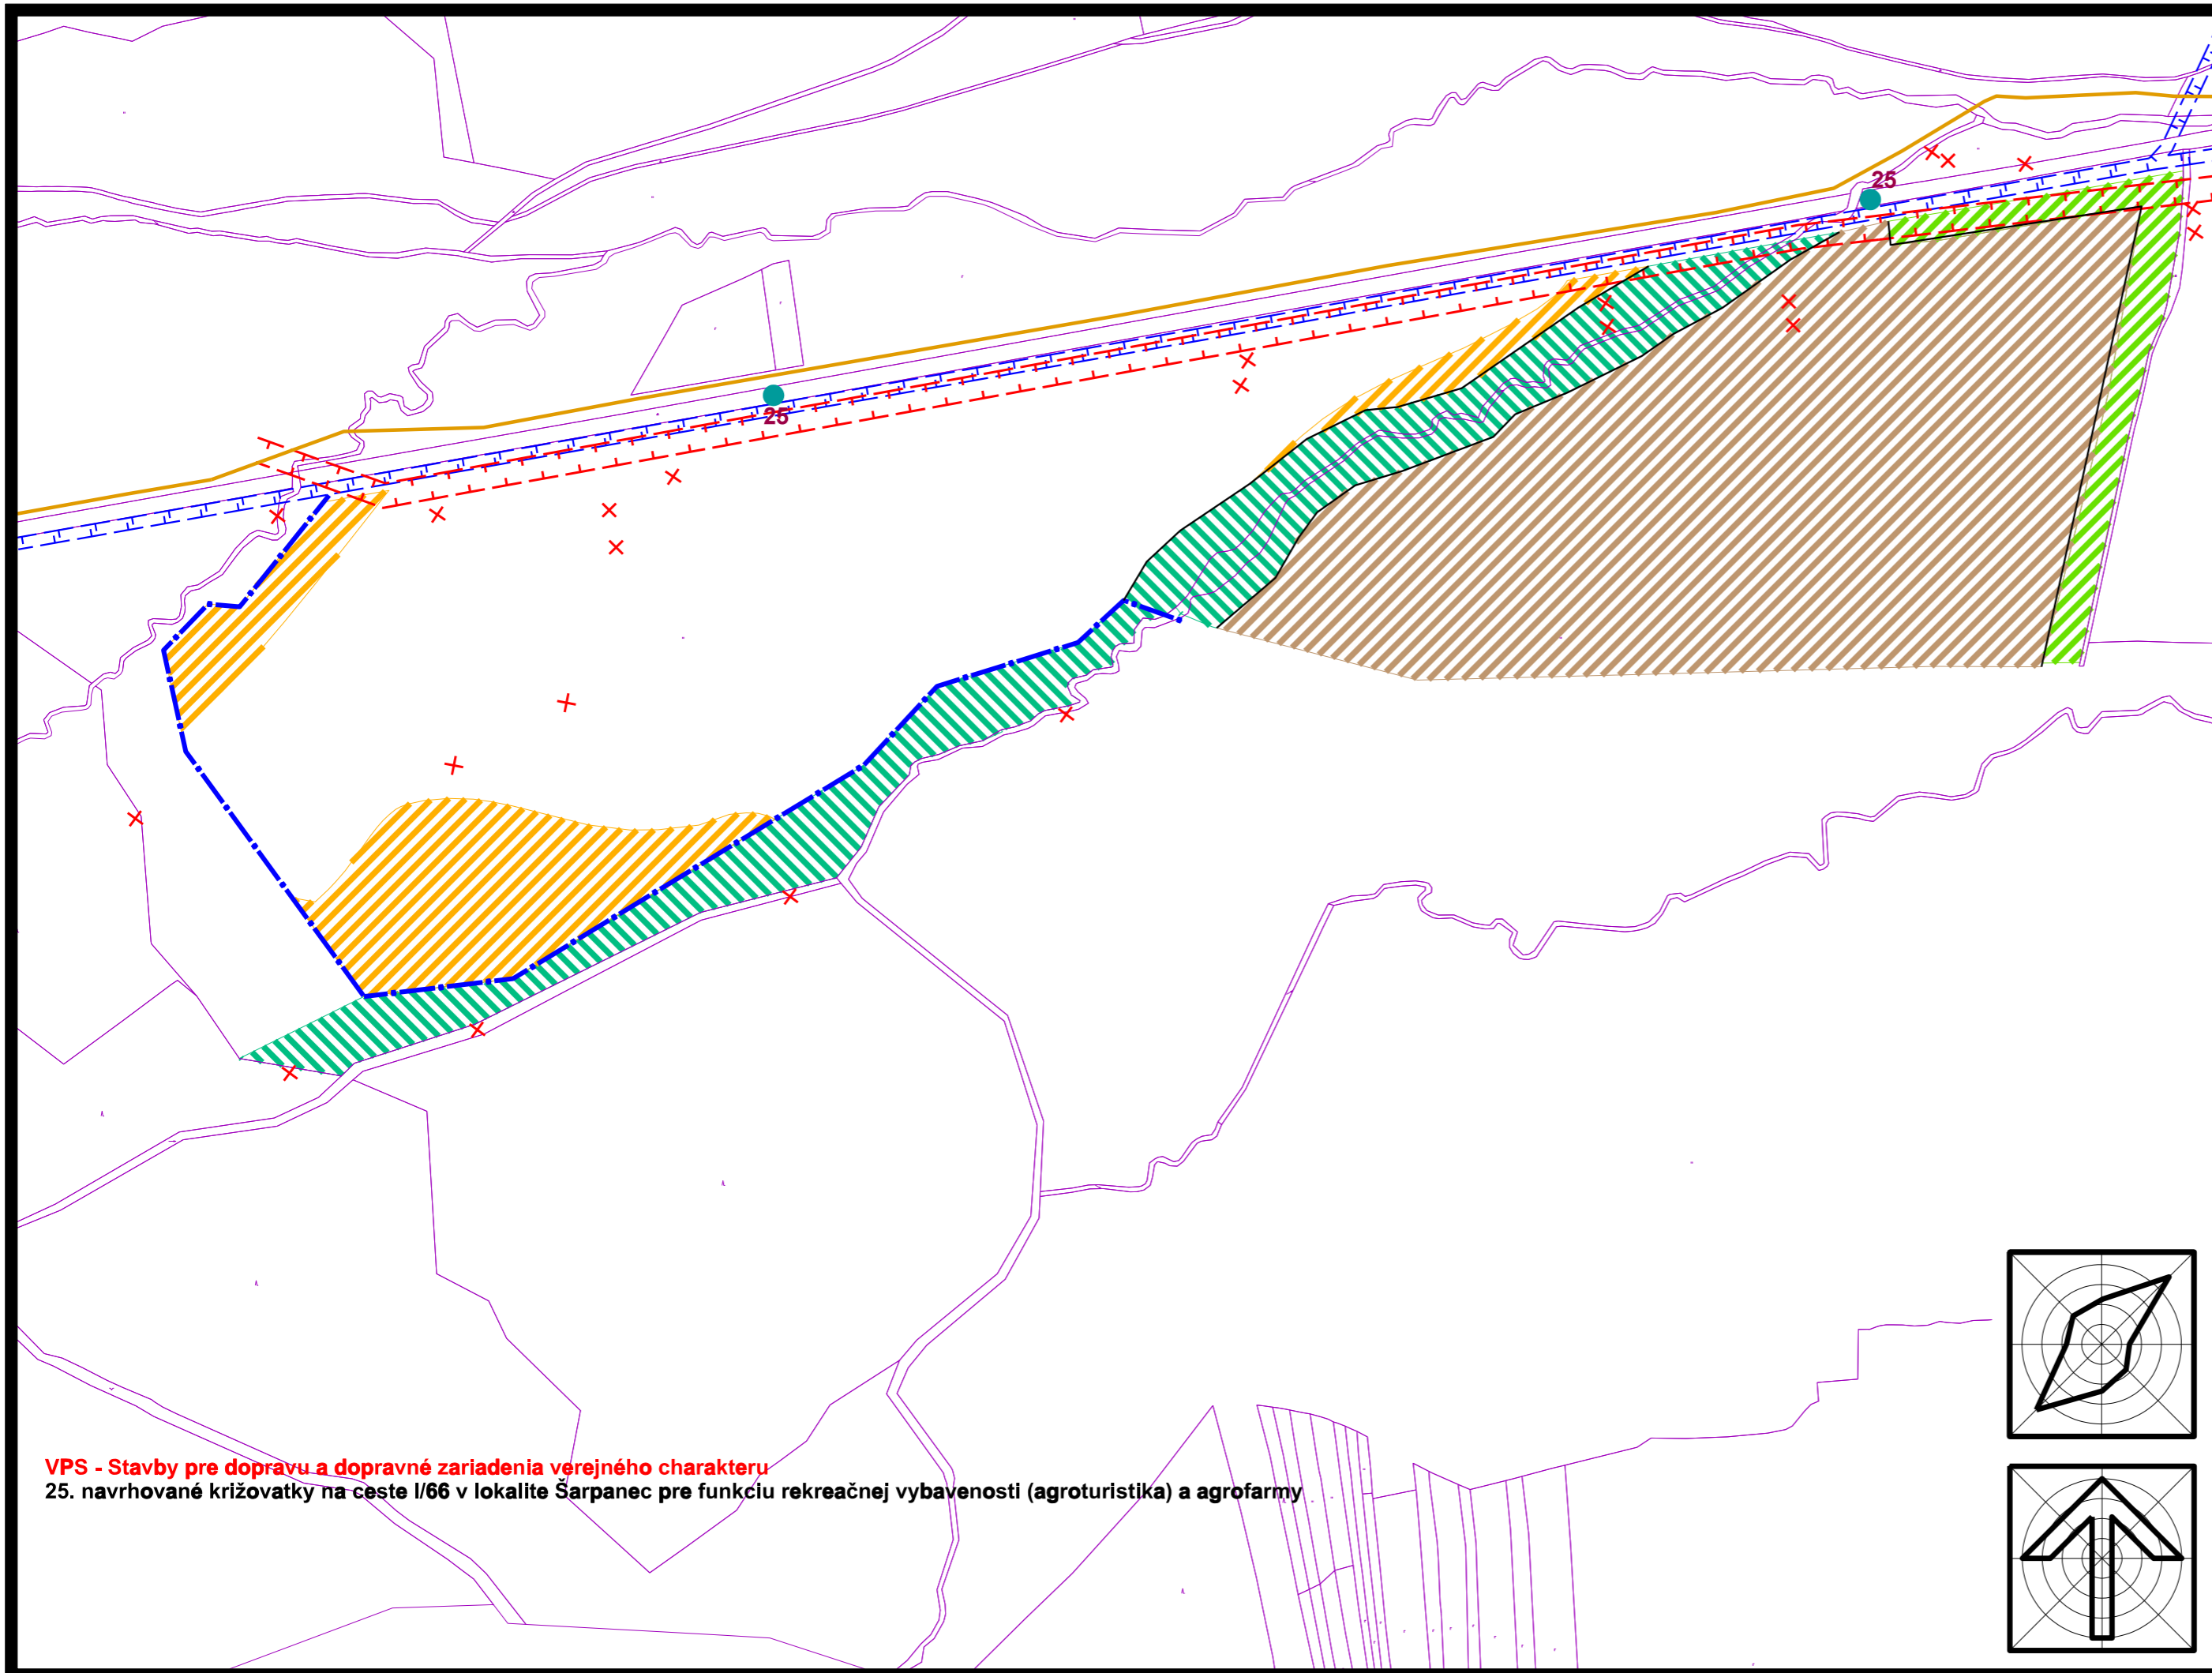 25
25
VPS - Stavby pre dopravu a dopravné zariadenia verejného charakteru
25. navrhované križovatky na ceste I/66 v lokalite Šarpanec pre funkciu rekreačnej vybavenosti (agroturistika) a agrofarmy